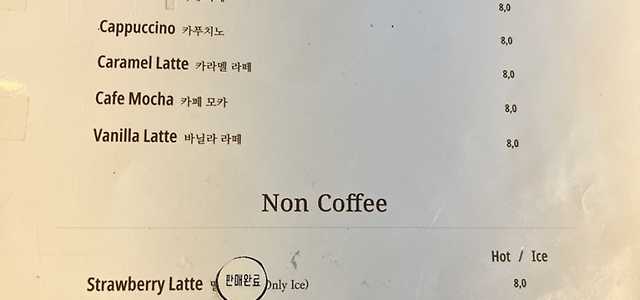 8,0
Cappuccino 카푸치노 8,0
Caramel Latte 카라멜 라떼 8,0
Cafe Mocha 카페 모카 8,0
Vanilla Latte 바닐라 라떼 8,0
Non Coffee
Hot / Ice
Strawberry Latte 판매완료 Only Ice) 8,0